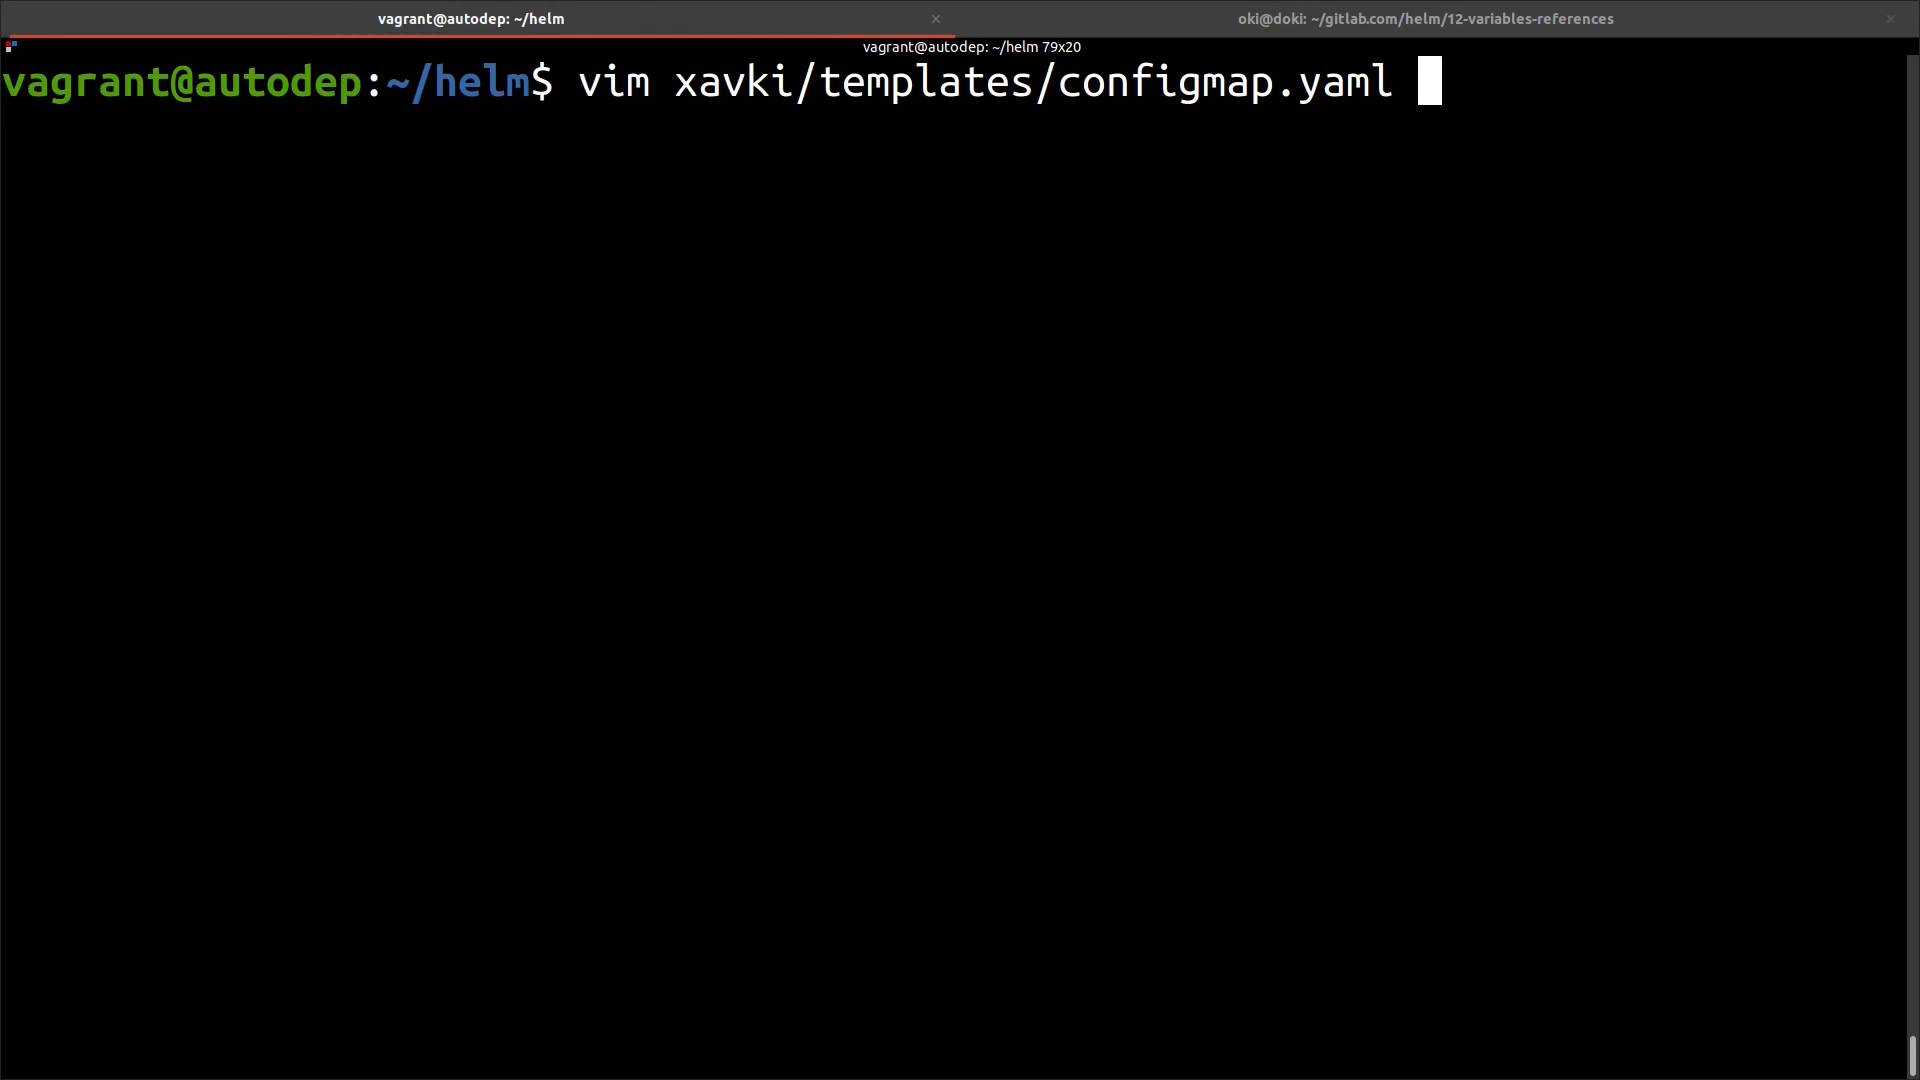 vagrant@autodep: ~/helm × oki@doki: ~/gitlab.com/helm/12-variables-references ×
vagrant@autodep: ~/helm 79x20
vagrant@autodep:~/helm$ vim xavki/templates/configmap.yaml